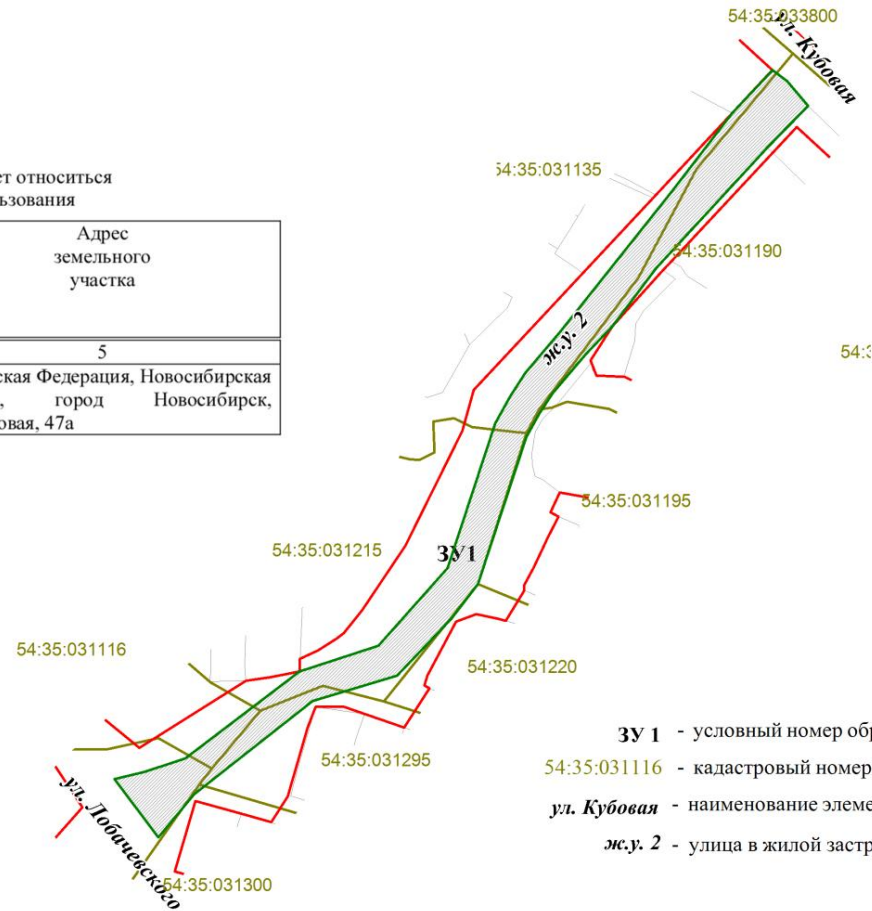 54:35:033800
ул. Кубовая
54:35:031135
ет относиться
ьзования
Адрес
земельного
участка
54:35:031190
ж.у. 2
5
54:3
ская Федерация, Новосибирская
, город Новосибирск,
овая, 47а
54:35:031195
54:35:031215
ЗУ1
54:35:031116
54:35:031220
ЗУ 1 - условный номер обр
54:35:031295
54:35:031116 - кадастровый номер
ул. Кубовая - наименование элеме
ул. Лобачевского
ж.у. 2 - улица в жилой застр
54:35:031300